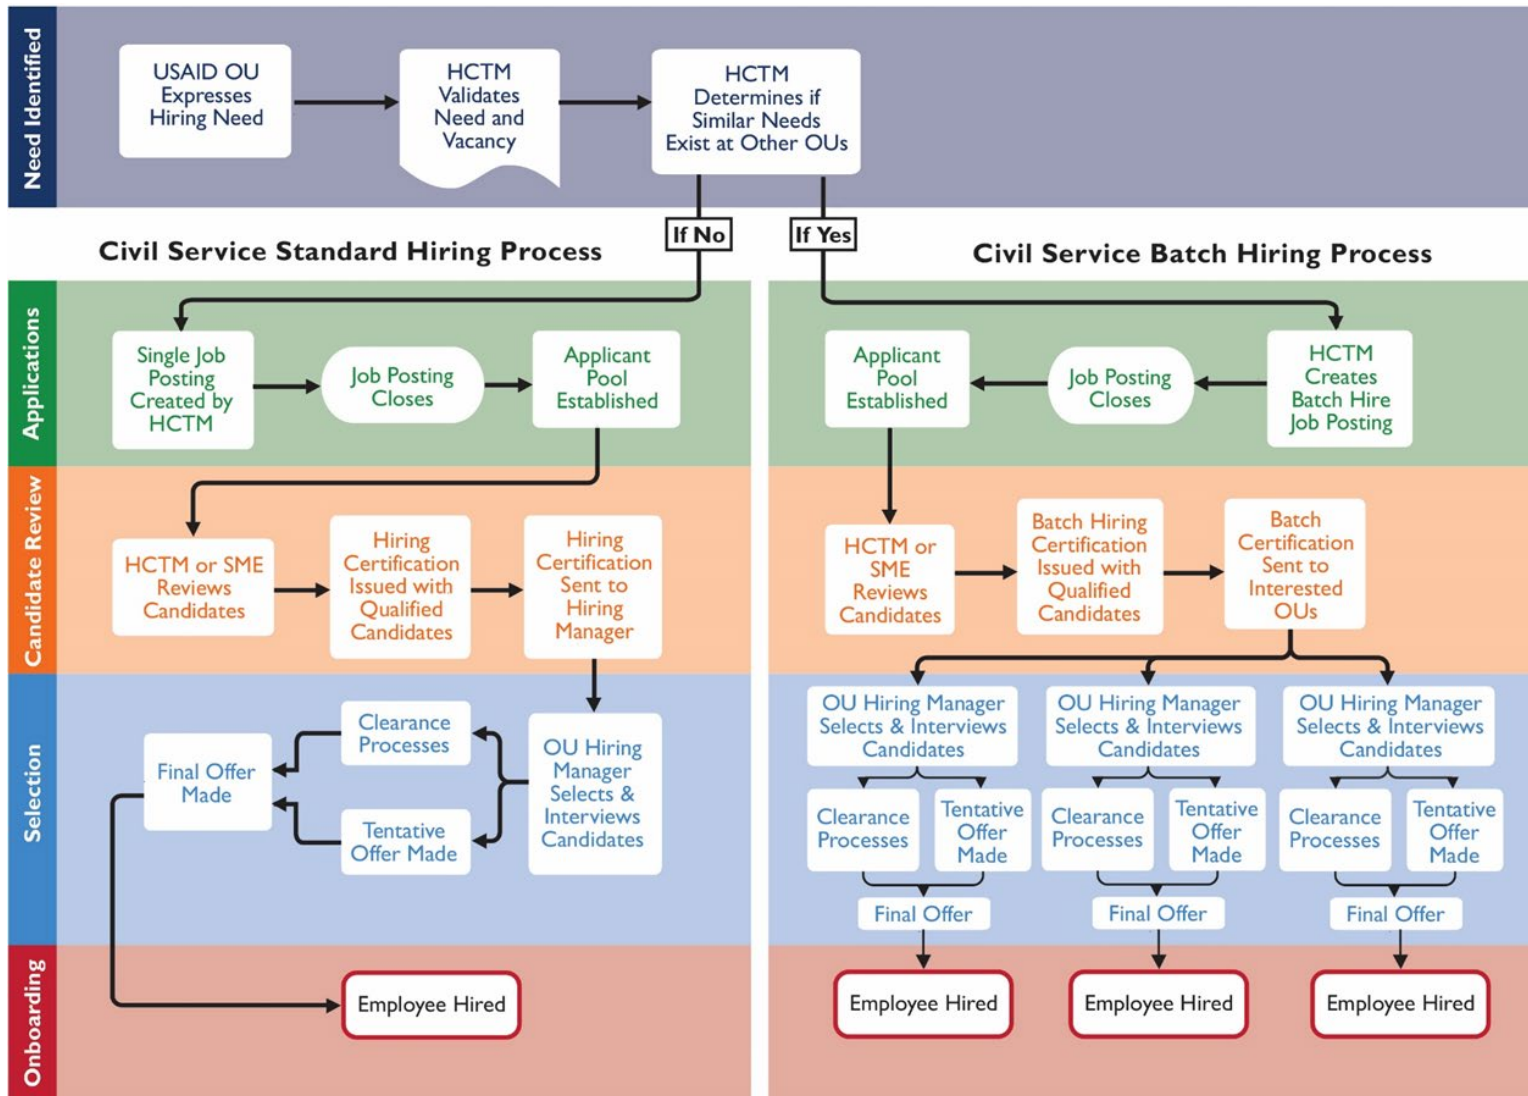 Need Identified
USAID OU
Expresses
Hiring Need
HCTM
Validates
Need and
Vacancy
HCTM
Determines if
Similar Needs
Exist at Other OUs
If No
If Yes
Civil Service Standard Hiring Process
Civil Service Batch Hiring Process
Applications
Single Job
Posting
Created by
HCTM
Job Posting
Closes
Applicant
Pool
Established
Applicant
Pool
Established
Job Posting
Closes
HCTM
Creates
Batch Hire
Job Posting
Candidate Review
HCTM or SME
Reviews
Candidates
Hiring
Certification
Issued with
Qualified
Candidates
Hiring
Certification
Sent to
Hiring
Manager
HCTM or
SME
Reviews
Candidates
Batch Hiring
Certification
Issued with
Qualified
Candidates
Batch
Certification
Sent to
Interested
OUs
Selection
Final Offer
Made
Clearance
Processes
Tentative
Offer Made
OU Hiring
Manager
Selects &
Interviews
Candidates
OU Hiring Manager
Selects & Interviews
Candidates
OU Hiring Manager
Selects & Interviews
Candidates
OU Hiring Manager
Selects & Interviews
Candidates
Clearance
Processes
Tentative
Offer
Made
Clearance
Processes
Tentative
Offer
Made
Clearance
Processes
Tentative
Offer
Made
Final Offer
Final Offer
Final Offer
Onboarding
Employee Hired
Employee Hired
Employee Hired
Employee Hired